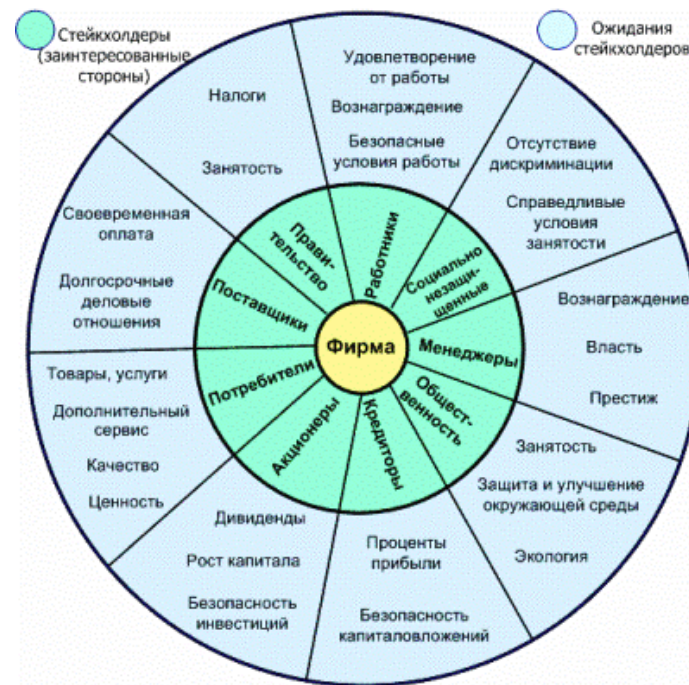 Стейкхолдеры
(заинтересованные
стороны)
Ожидания
стейкхолдеров
Удовлетворение
от работы
Вознаграждение
Безопасные
условия работы
Отсутствие
дискриминации
Справедливые
условия
занятости
Вознаграждение
Власть
Престиж
Занятость
Защита и улучшение
окружающей среды
Экология
Проценты
прибыли
Безопасность
капиталовложений
Дивиденды
Рост капитала
Безопасность
инвестиций
Товары, услуги
Дополнительный
сервис
Качество
Ценность
Своевременная
оплата
Долгосрочные
деловые
отношения
Налоги
Занятость
Работники
Социально
незащи-
щенные
Менеджеры
Общест-
венность
Кредиторы
Акционеры
Потребители
Поставщики
Прави-
тельство
Фирма